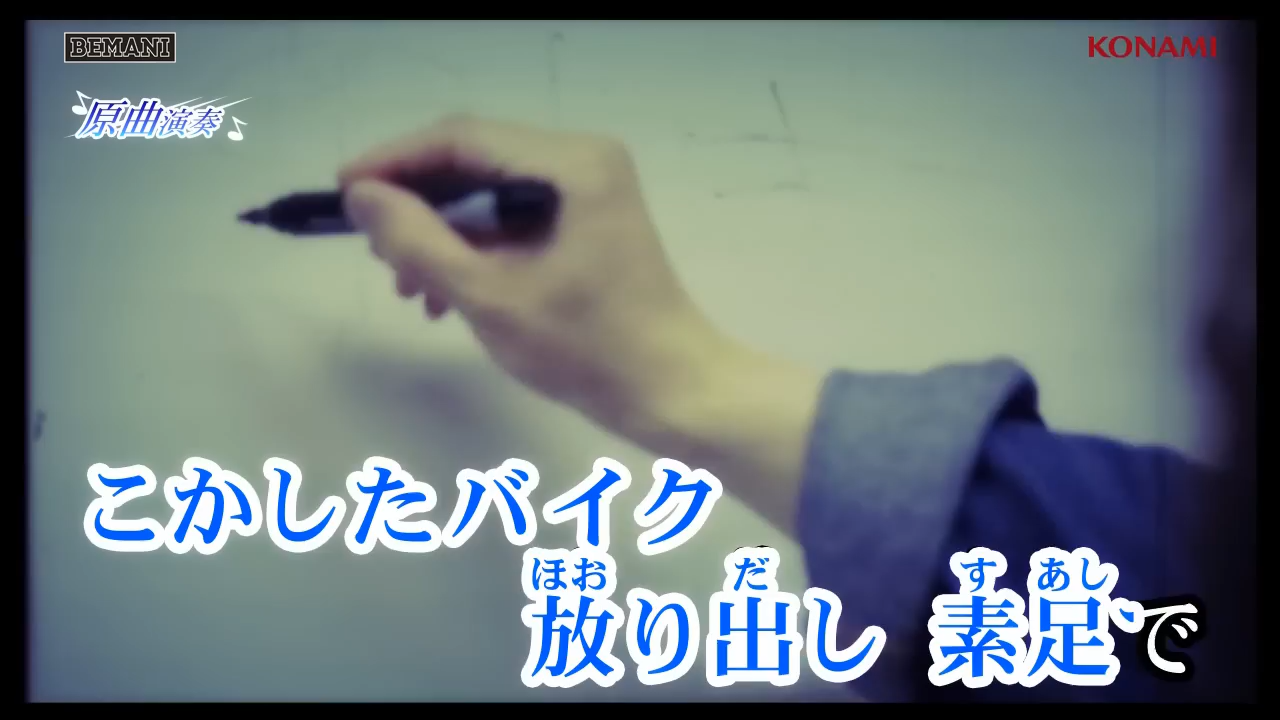 BEMANI
KONAMI
原曲演奏
こかしたバイク
ほお だ す あし
放り出し 素足で